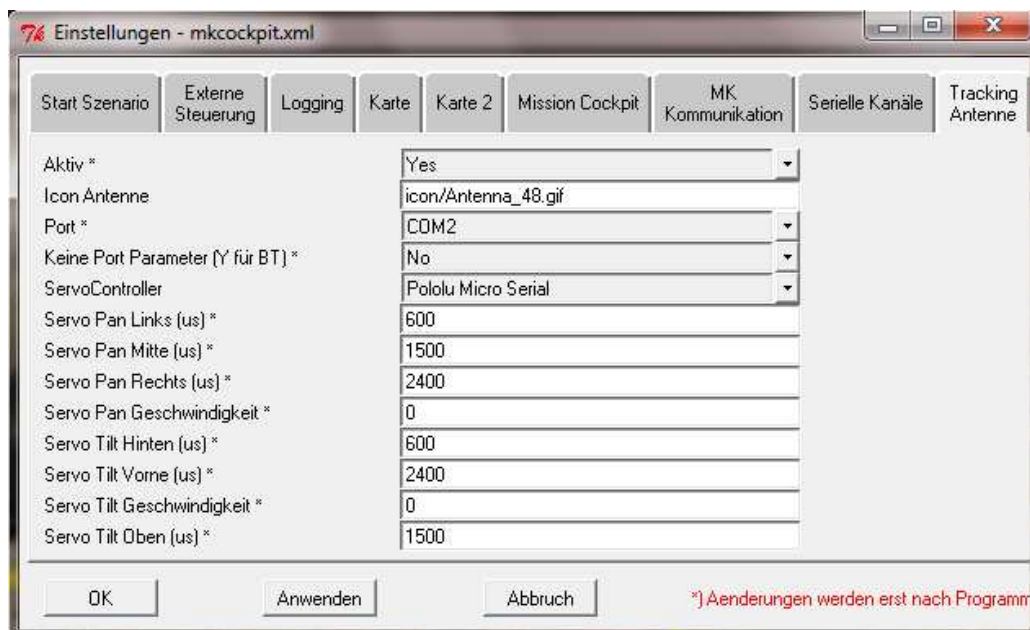 Einstellungen - mkcockpit.xml
Start Szenario
Externe
Steuerung
Logging
Karte
Karte 2
Mission Cockpit
MK
Kommunikation
Serielle Kanäle
Tracking
Antenne
Aktiv * Yes
Icon Antenne icon/Antenna_48.gif
Port * COM2
Keine Port Parameter (Y für BT) * No
ServoController Pololu Micro Serial
Servo Pan Links (us) * 600
Servo Pan Mitte (us) * 1500
Servo Pan Rechts (us) * 2400
Servo Pan Geschwindigkeit * 0
Servo Tilt Hinten (us) * 600
Servo Tilt Vorne (us) * 2400
Servo Tilt Geschwindigkeit * 0
Servo Tilt Oben (us) * 1500
OK Anwenden Abbruch *) Aenderungen werden erst nach Programm